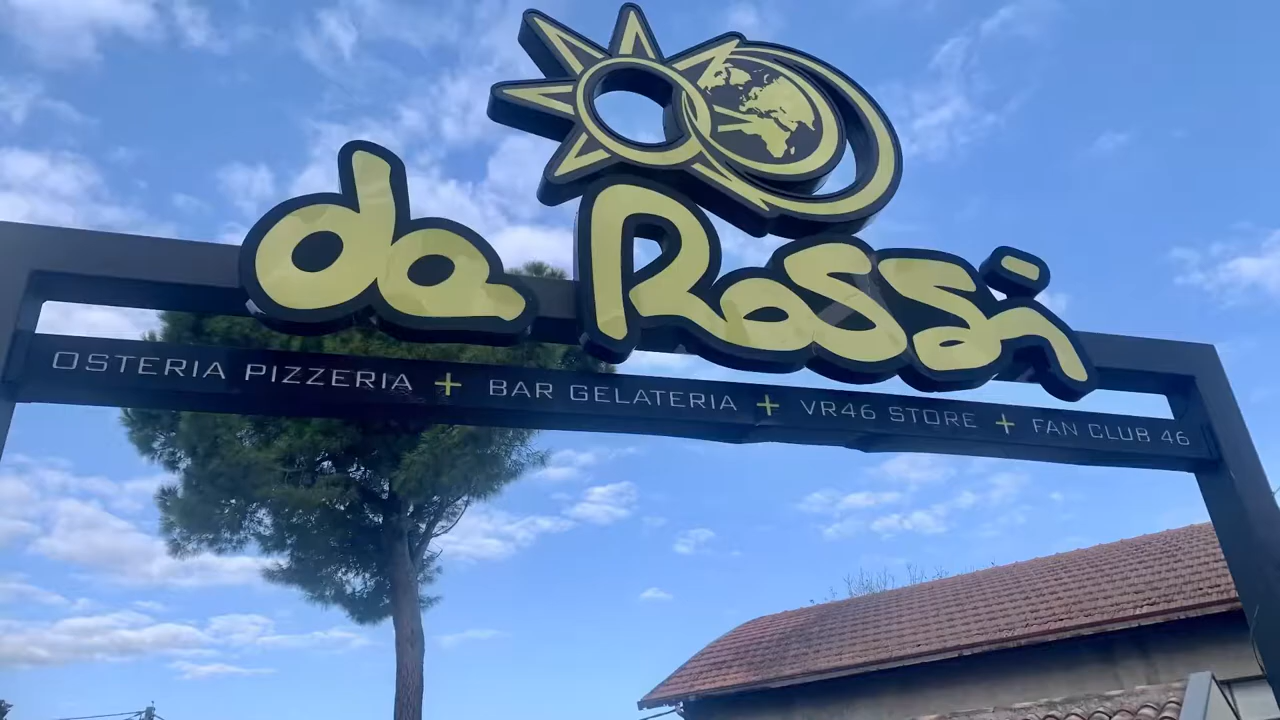 da Rossi
OSTERIA PIZZERIA + BAR GELATERIA + VR46 STORE + FAN CLUB 46